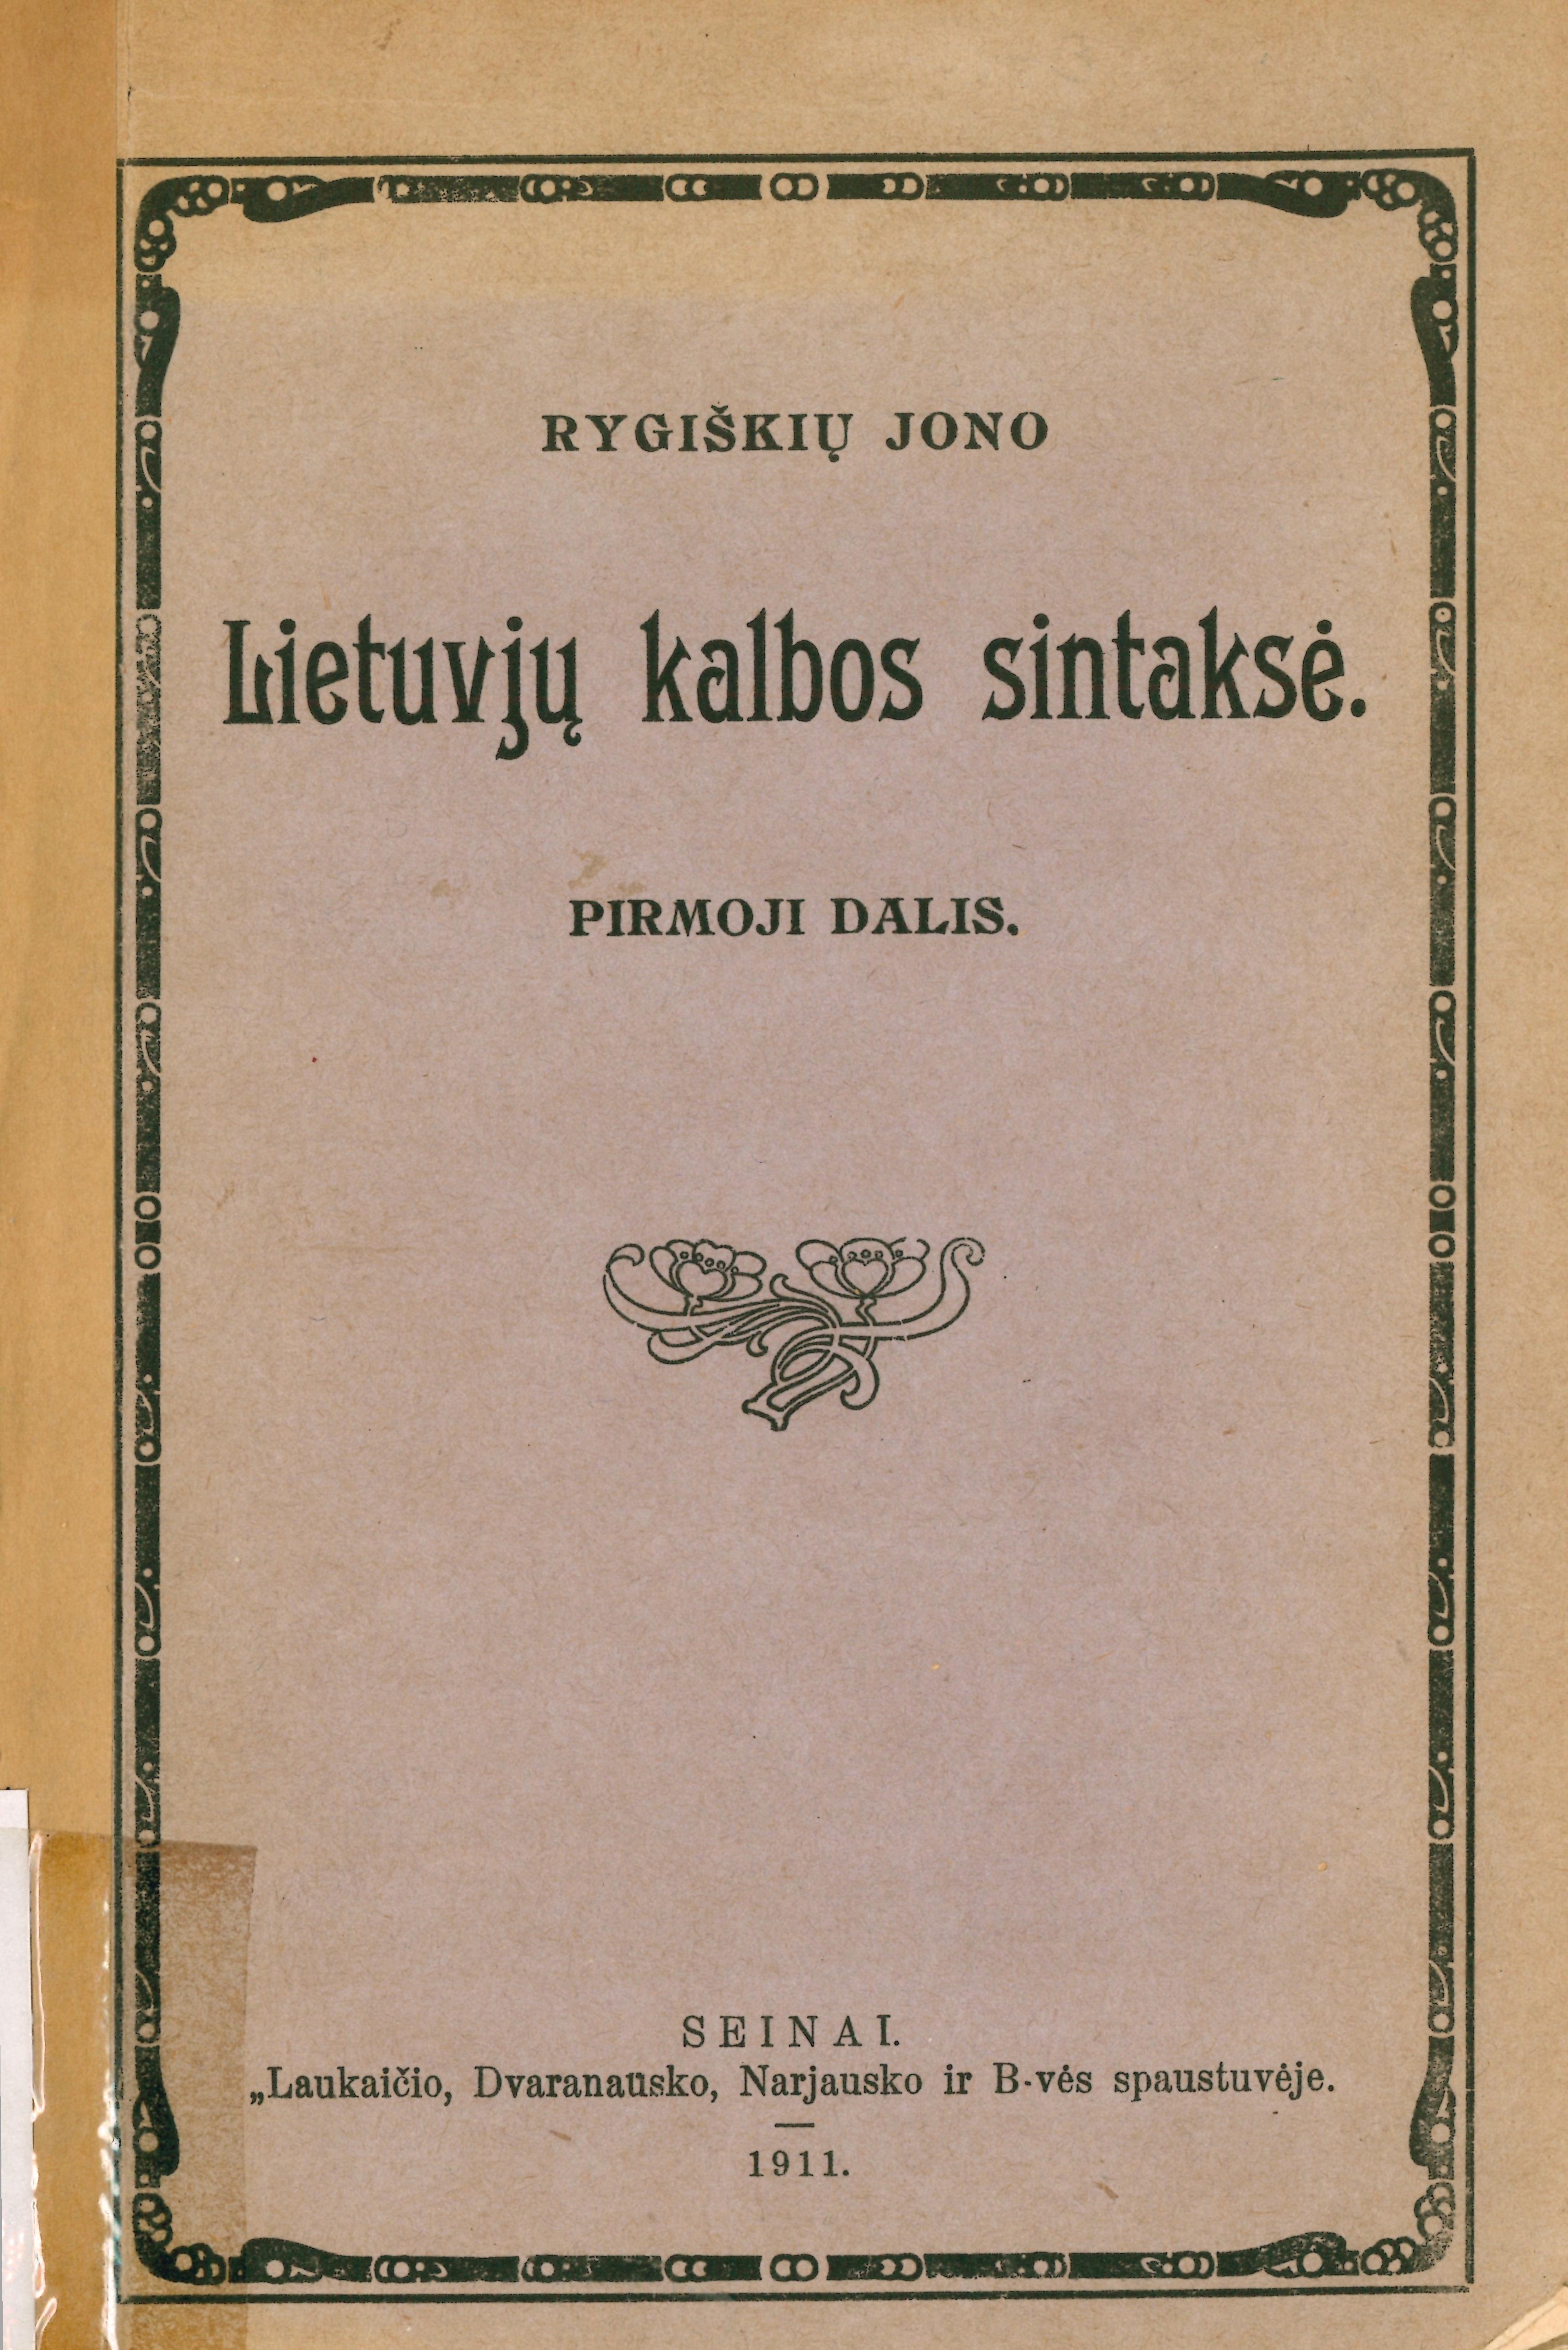 RYGIŠKIŲ JONO
Lietuvjų kalbos sintaksė.
PIRMOJI DALIS.
SEINAI.
„Laukaičio, Dvaranausko, Narjausko ir B-vės spaustuvėje.
1911.